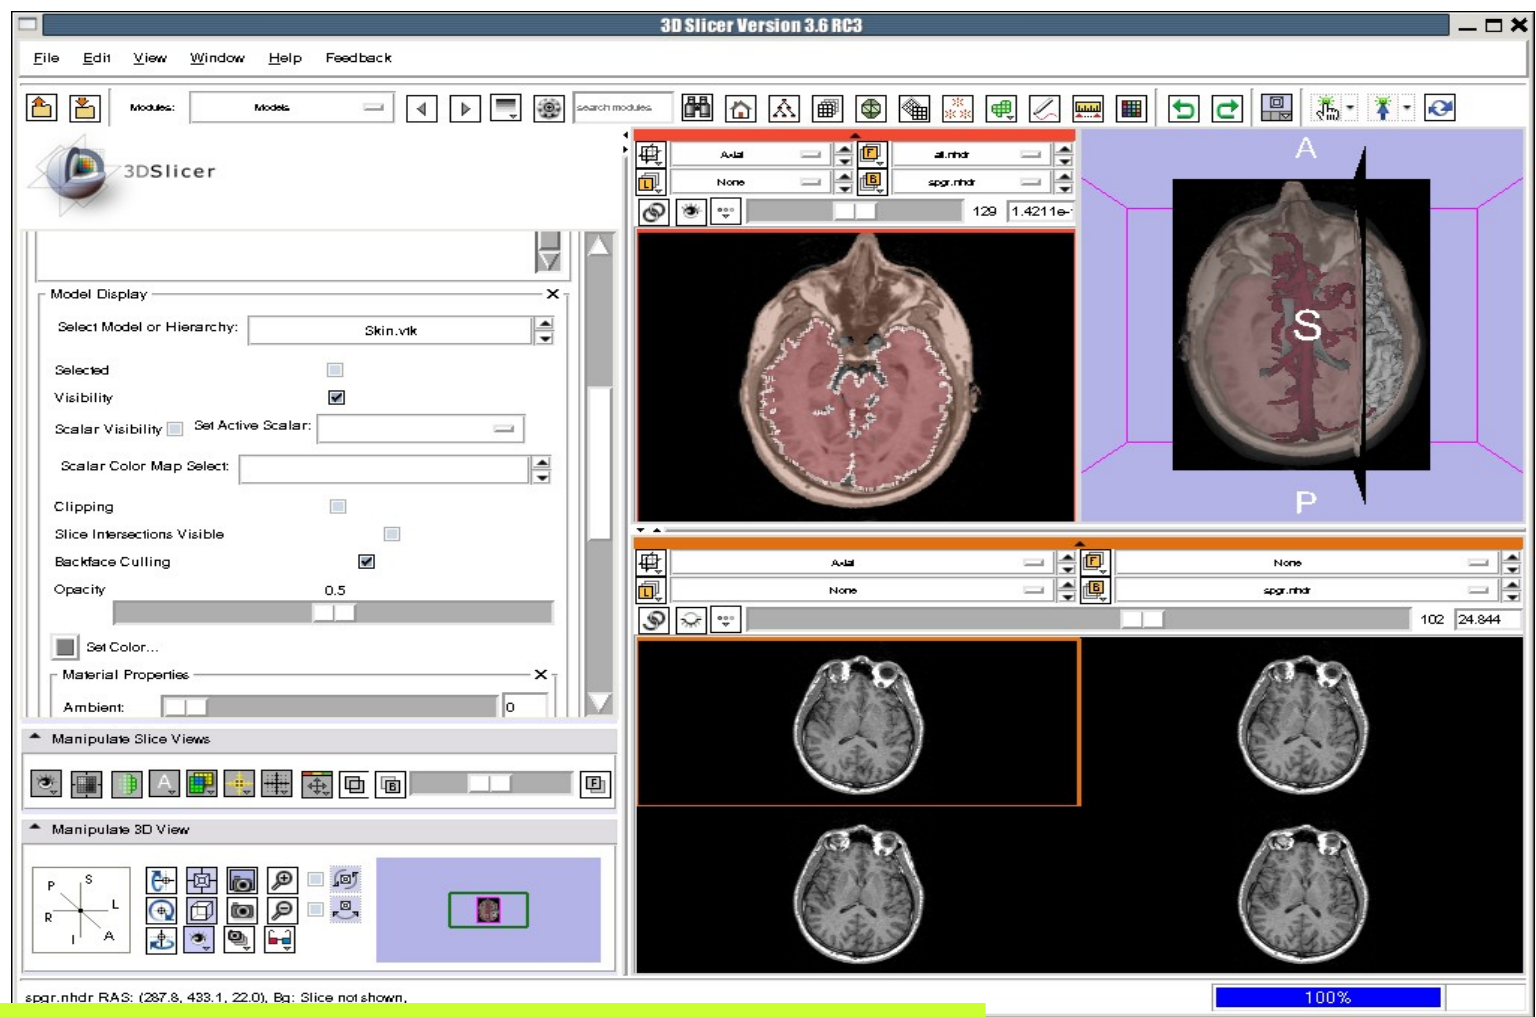 3D Slicer Version 3.6 RC3
File Edit View Window Help Feedback
Modules: Models search modules
3DSlicer
Axial all.nhdr
None spgr.nhdr
129 1.4211e-
A
S
P
Model Display
Select Model or Hierarchy: Skin.vtk
Selected
Visibility
Scalar Visibility Set Active Scalar:
Scalar Color Map Select:
Clipping
Slice Intersections Visible
Backface Culling
Opacity 0.5
Set Color...
Material Properties
Ambient: 0
Axial None
None spgr.nhdr
102 24.844
Manipulate Slice Views
Manipulate 3D View
P S
R L
I A
spgr.nhdr RAS: (287.8, 433.1, 22.0), Bg: Slice not shown,
100%